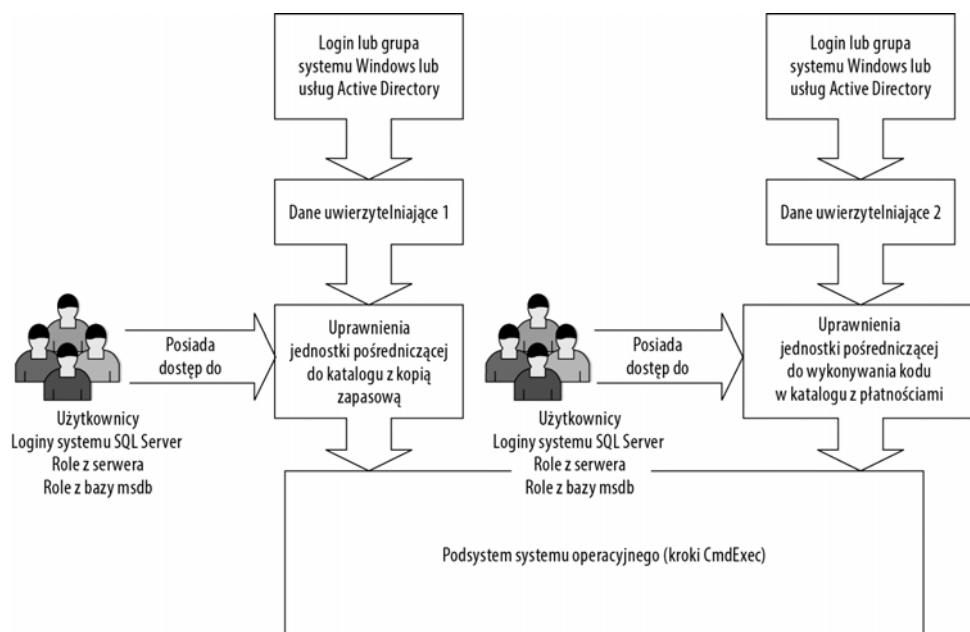 Login lub grupa
systemu Windows lub
usług Active Directory
Login lub grupa
systemu Windows lub
usług Active Directory
Dane uwierzytelniające 1
Dane uwierzytelniające 2
Posiada
dostęp do
Uprawnienia
jednostki pośredniczącej
do katalogu z kopią
zapasową
Posiada
dostęp do
Uprawnienia
jednostki pośredniczącej
do wykonywania kodu
w katalogu z płatnościami
Użytkownicy
Loginy systemu SQL Server
Role z serwera
Role z bazy msdb
Użytkownicy
Loginy systemu SQL Server
Role z serwera
Role z bazy msdb
Podsystem systemu operacyjnego (kroki CmdExec)